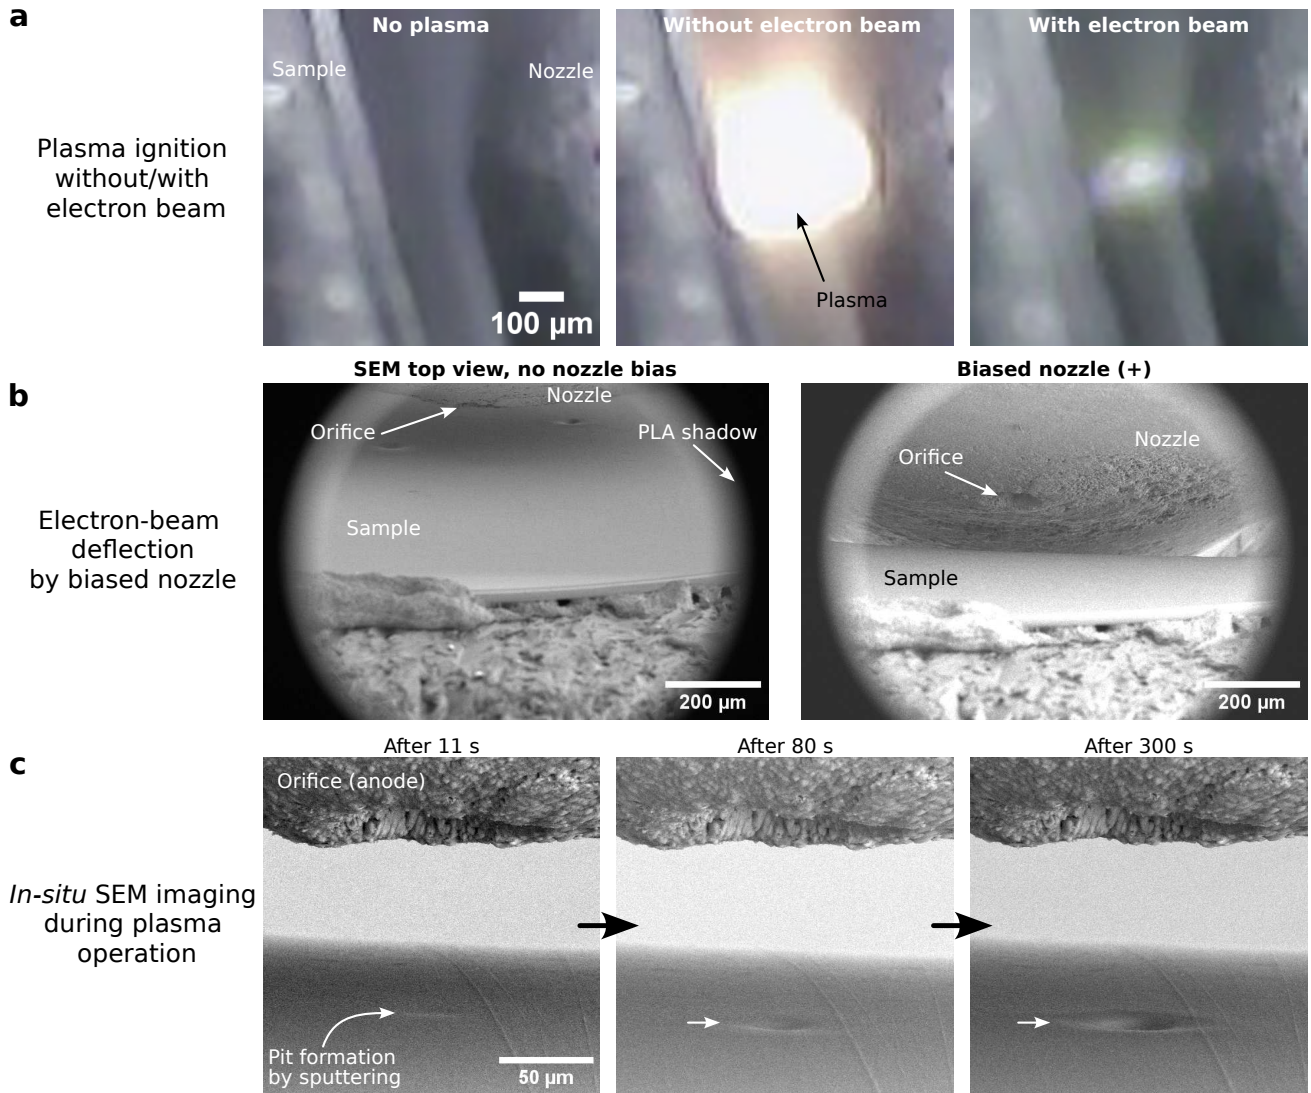 a
No plasma
Sample
Nozzle
100 µm
Without electron beam
Plasma
With electron beam
Plasma ignition
without/with
electron beam
b
SEM top view, no nozzle bias
Nozzle
Orifice
PLA shadow
Sample
200 µm
Biased nozzle (+)
Nozzle
Orifice
Sample
200 µm
Electron-beam
deflection
by biased nozzle
c
After 11 s
Orifice (anode)
Pit formation
by sputtering
50 µm
After 80 s
After 300 s
In-situ SEM imaging
during plasma
operation